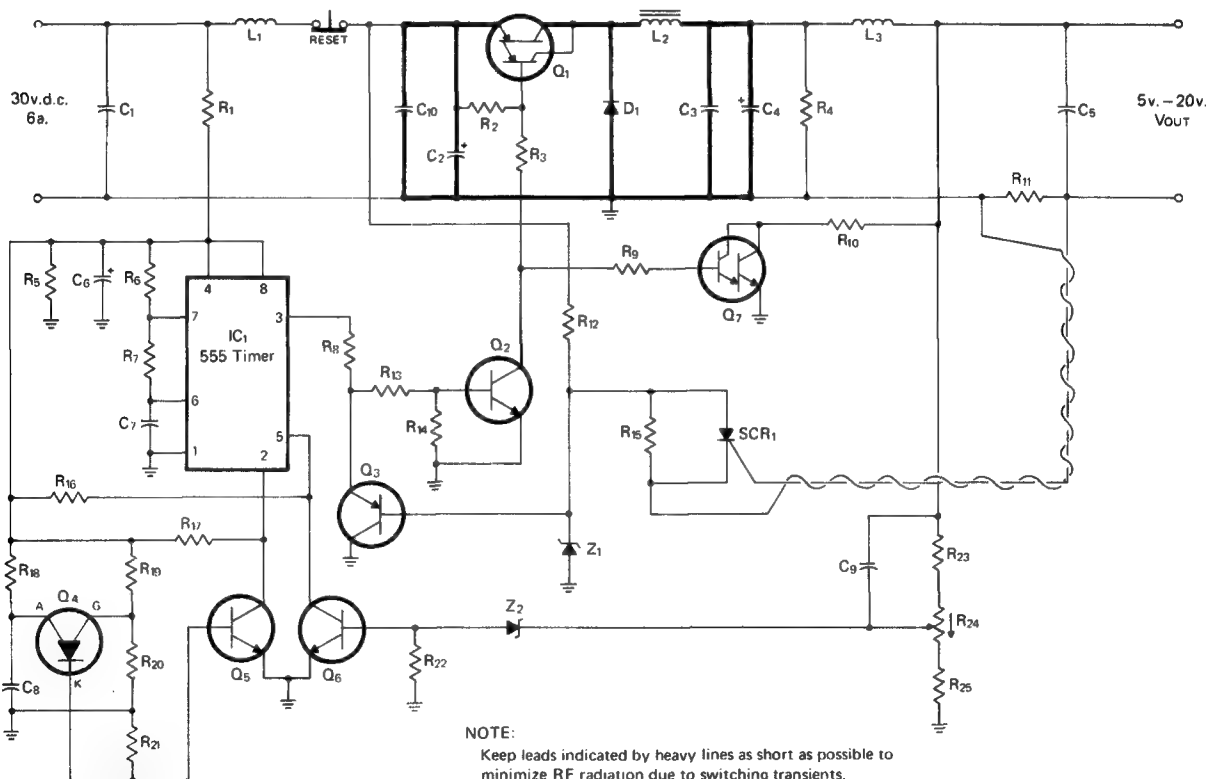 L1
RESET
Q1
L2
L3
30v.d.c.
6a.
C1
R1
C10
R2
C2
+
R3
D1
C3
+
C4
R4
C5
5v.-20v.
VOUT
R11
R5
C6
+
R6
4
8
7
3
IC1
555 Timer
R7
6
C7
1
5
2
R8
R9
R10
Q7
R12
Q2
R13
R14
R15
SCR1
R16
Q3
R17
Z1
R18
R19
A
Q4
G
K
C8
R20
R21
Q5
Q6
R22
Z2
C9
R23
R24
R25
NOTE:
Keep leads indicated by heavy lines as short as possible to
minimize RF radiation due to switching transients.